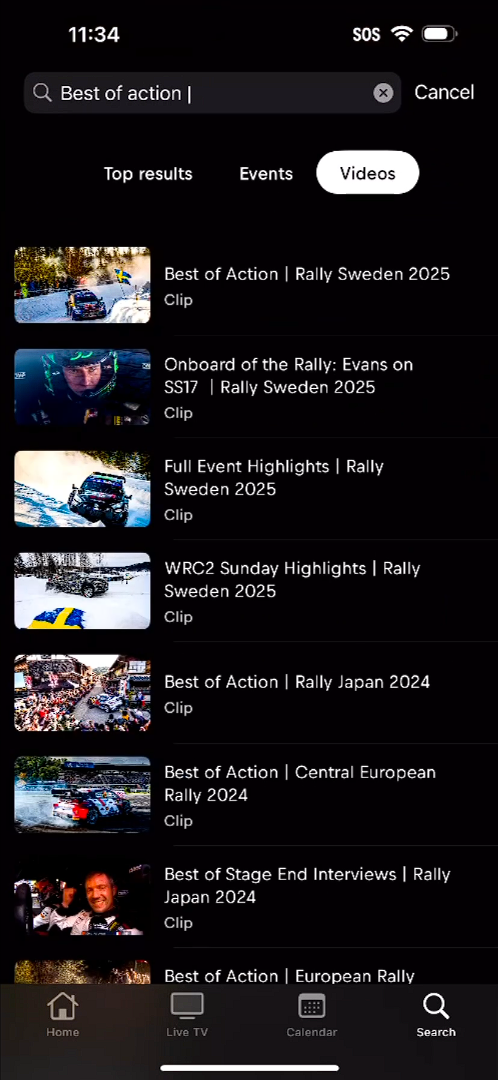 11:34
SOS
Best of action
Cancel
Top results
Events
Videos
Best of Action | Rally Sweden 2025
Clip
Onboard of the Rally: Evans on
SS17 | Rally Sweden 2025
Clip
Full Event Highlights | Rally
Sweden 2025
Clip
WRC2 Sunday Highlights | Rally
Sweden 2025
Clip
Best of Action | Rally Japan 2024
Clip
Best of Action | Central European
Rally 2024
Clip
Best of Stage End Interviews | Rally
Japan 2024
Clip
Best of Action | European Rally
Home
Live TV
Calendar
Search